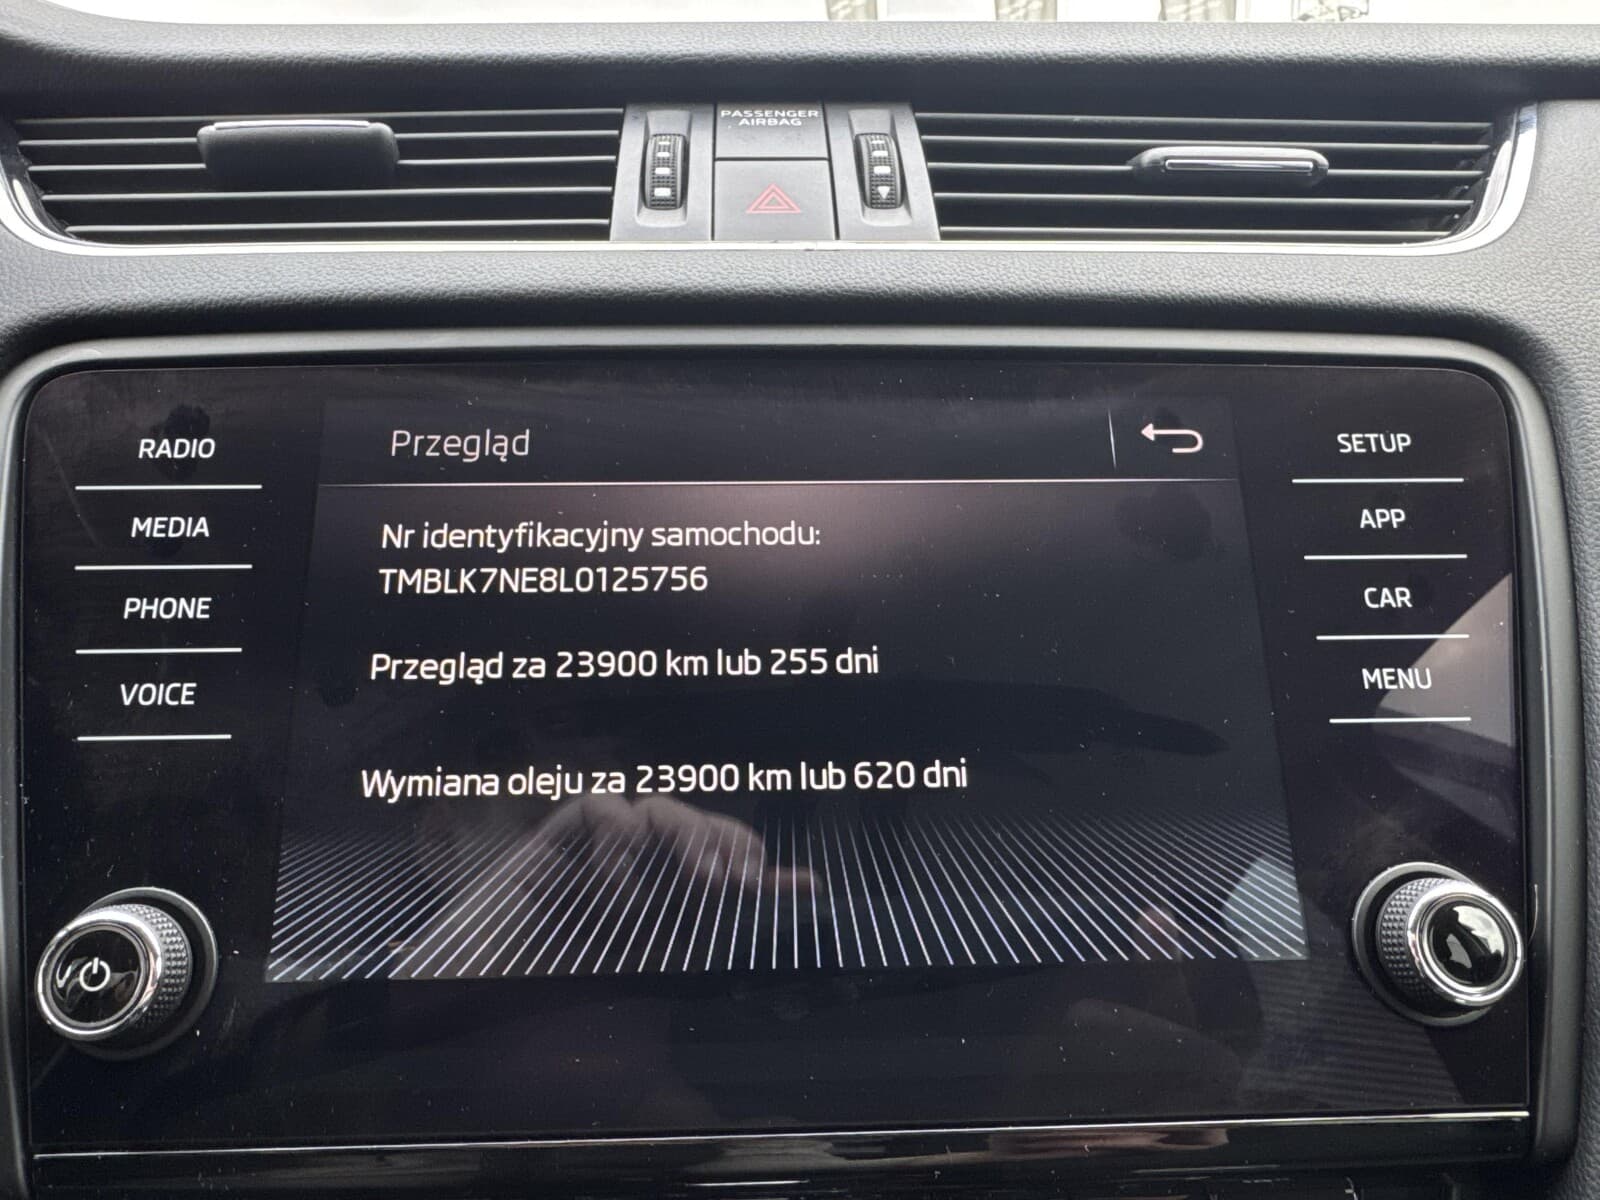 PASSENGER
AIRBAG
RADIO
MEDIA
PHONE
VOICE
Przegląd
Nr identyfikacyjny samochodu:
TMBLK7NE8L0125756
Przegląd za 23900 km lub 255 dni
Wymiana oleju za 23900 km lub 620 dni
SETUP
APP
CAR
MENU